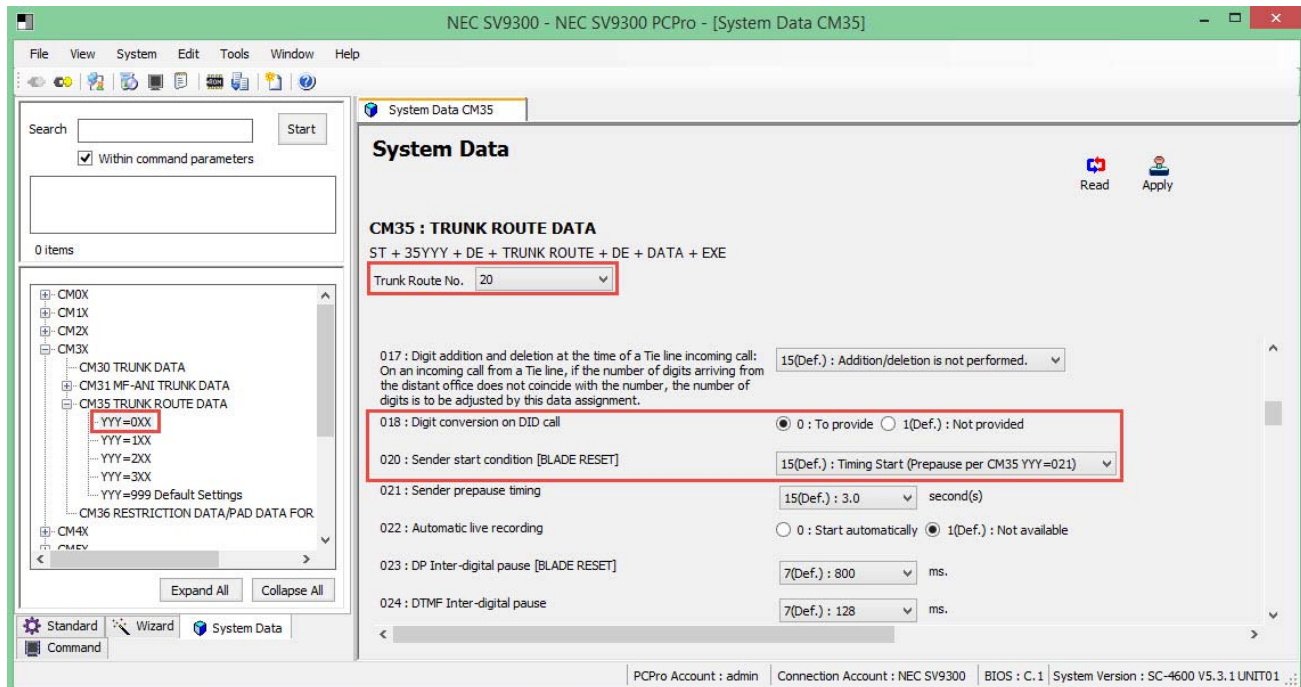 NEC SV9300 - NEC SV9300 PCPro - [System Data CM35]
File View System Edit Tools Window Help
Search Start
Within command parameters
0 items
CM0X
CM1X
CM2X
CM3X
CM30 TRUNK DATA
CM31 MF-ANI TRUNK DATA
CM35 TRUNK ROUTE DATA
YYY=0XX
YYY=1XX
YYY=2XX
YYY=3XX
YYY=999 Default Settings
CM36 RESTRICTION DATA/PAD DATA FOR
CM4X
CM5X
Expand All Collapse All
Standard Wizard System Data
Command
System Data CM35
System Data
Read Apply
CM35 : TRUNK ROUTE DATA
ST + 35YYY + DE + TRUNK ROUTE + DE + DATA + EXE
Trunk Route No. 20
017 : Digit addition and deletion at the time of a Tie line incoming call:
On an incoming call from a Tie line, if the number of digits arriving from
the distant office does not coincide with the number, the number of
digits is to be adjusted by this data assignment.
15(Def.) : Addition/deletion is not performed.
018 : Digit conversion on DID call 0 : To provide 1(Def.) : Not provided
020 : Sender start condition [BLADE RESET] 15(Def.) : Timing Start (Prepause per CM35 YYY=021)
021 : Sender prepause timing 15(Def.) : 3.0 second(s)
022 : Automatic live recording 0 : Start automatically 1(Def.) : Not available
023 : DP Inter-digital pause [BLADE RESET] 7(Def.) : 800 ms.
024 : DTMF Inter-digital pause 7(Def.) : 128 ms.
PCPro Account : admin Connection Account : NEC SV9300 BIOS : C.1 System Version : SC-4600 V5.3.1 UNIT01